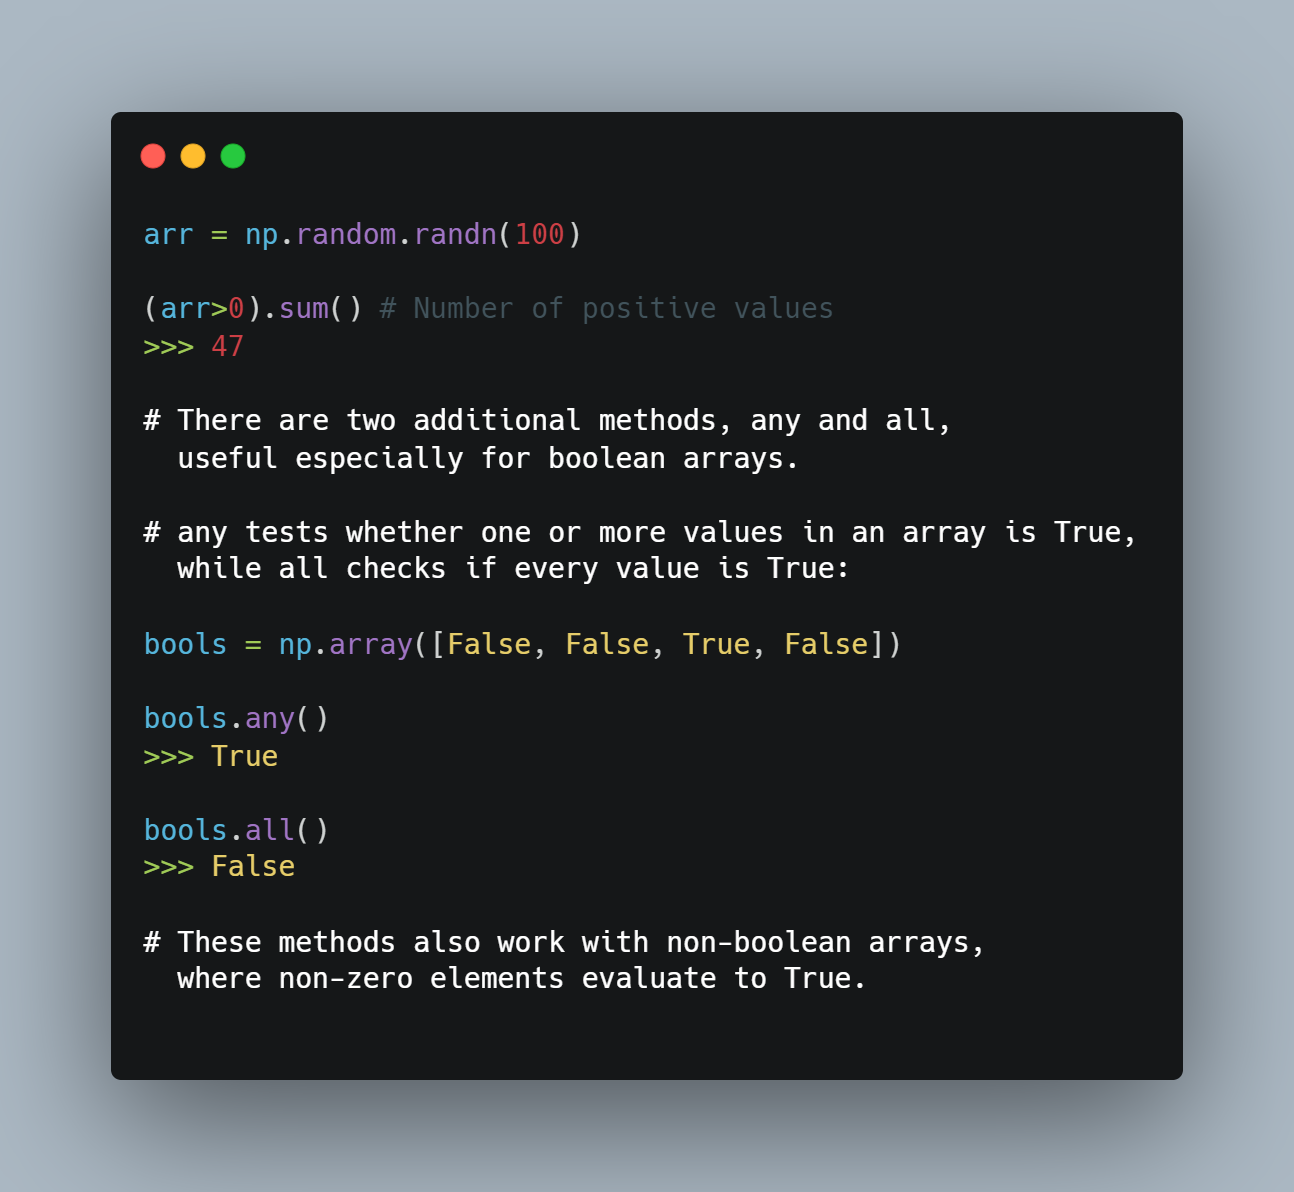 arr = np.random.randn(100)
(arr>0).sum() # Number of positive values
>>> 47
# There are two additional methods, any and all,
useful especially for boolean arrays.
# any tests whether one or more values in an array is True,
while all checks if every value is True:
bools = np.array([False, False, True, False])
bools.any()
>>> True
bools.all()
>>> False
# These methods also work with non-boolean arrays,
where non-zero elements evaluate to True.